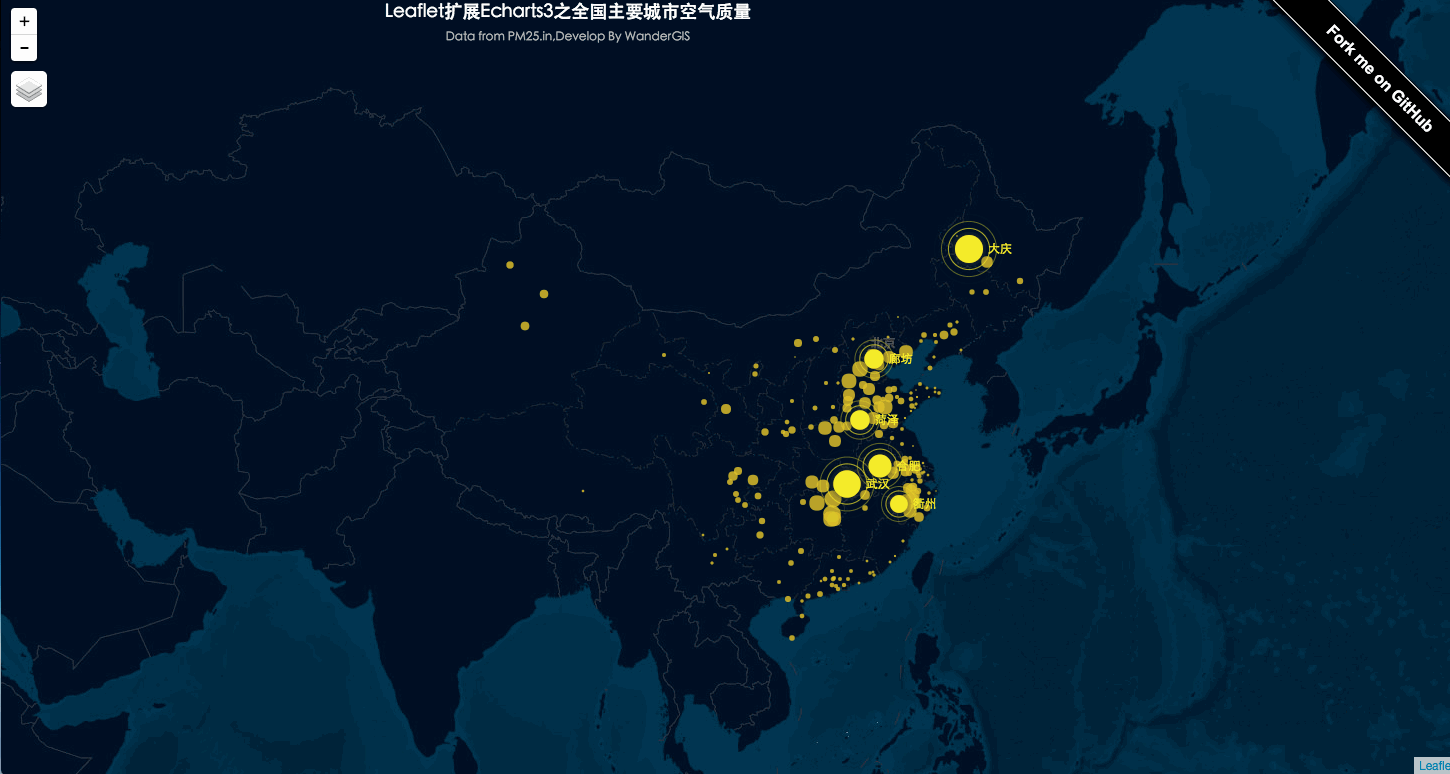 Leaflet扩展Echarts3之全国主要城市空气质量
Data from PM25.in,Develop By WanderGIS
+
−
Fork me on GitHub
大庆
北京
廊坊
菏泽
合肥
武汉
衢州
Leafle